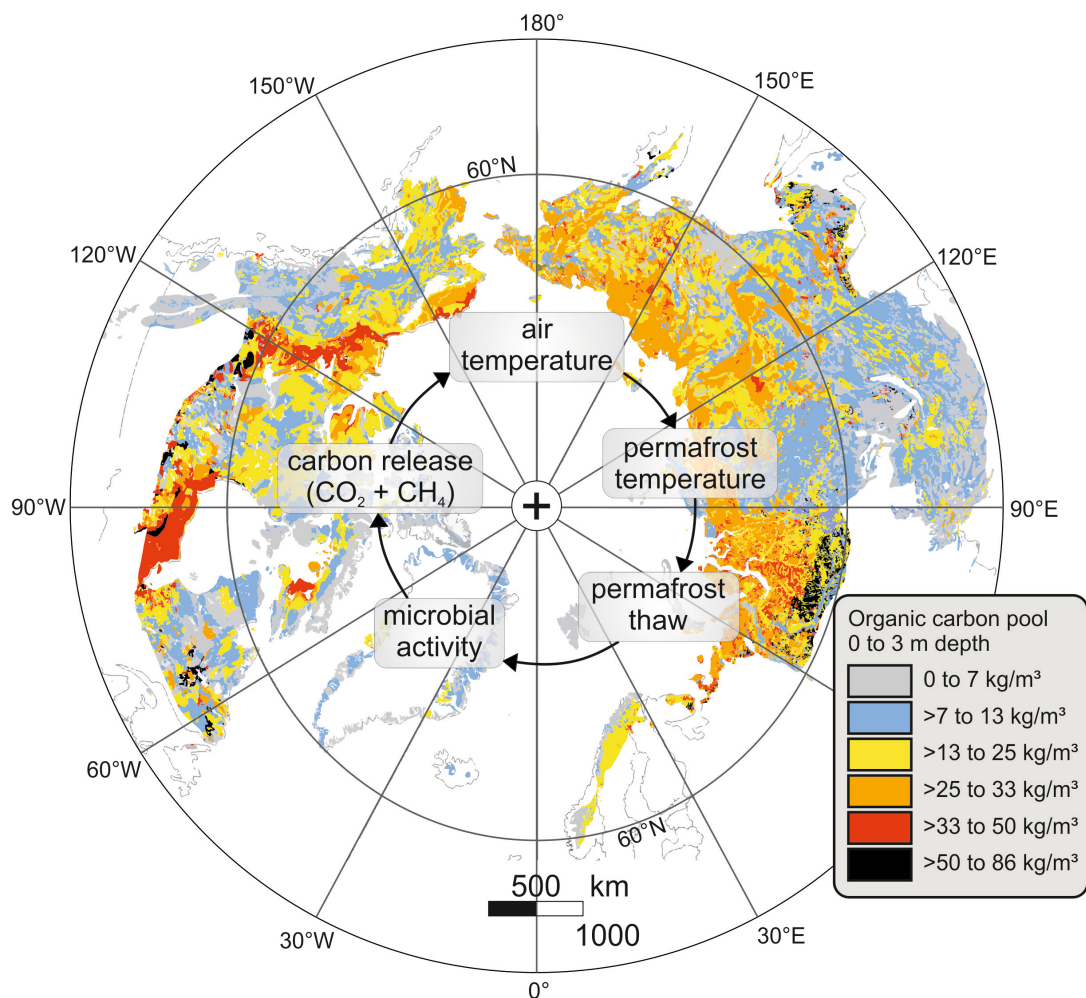 180°
150°W
150°E
60°N
120°W
120°E
air
temperature
carbon release
(CO₂ + CH₄)
permafrost
temperature
90°W
+
90°E
microbial
activity
permafrost
thaw
Organic carbon pool
0 to 3 m depth
0 to 7 kg/m³
>7 to 13 kg/m³
>13 to 25 kg/m³
>25 to 33 kg/m³
>33 to 50 kg/m³
>50 to 86 kg/m³
60°W
60°N
500 km
1000
30°W
30°E
0°